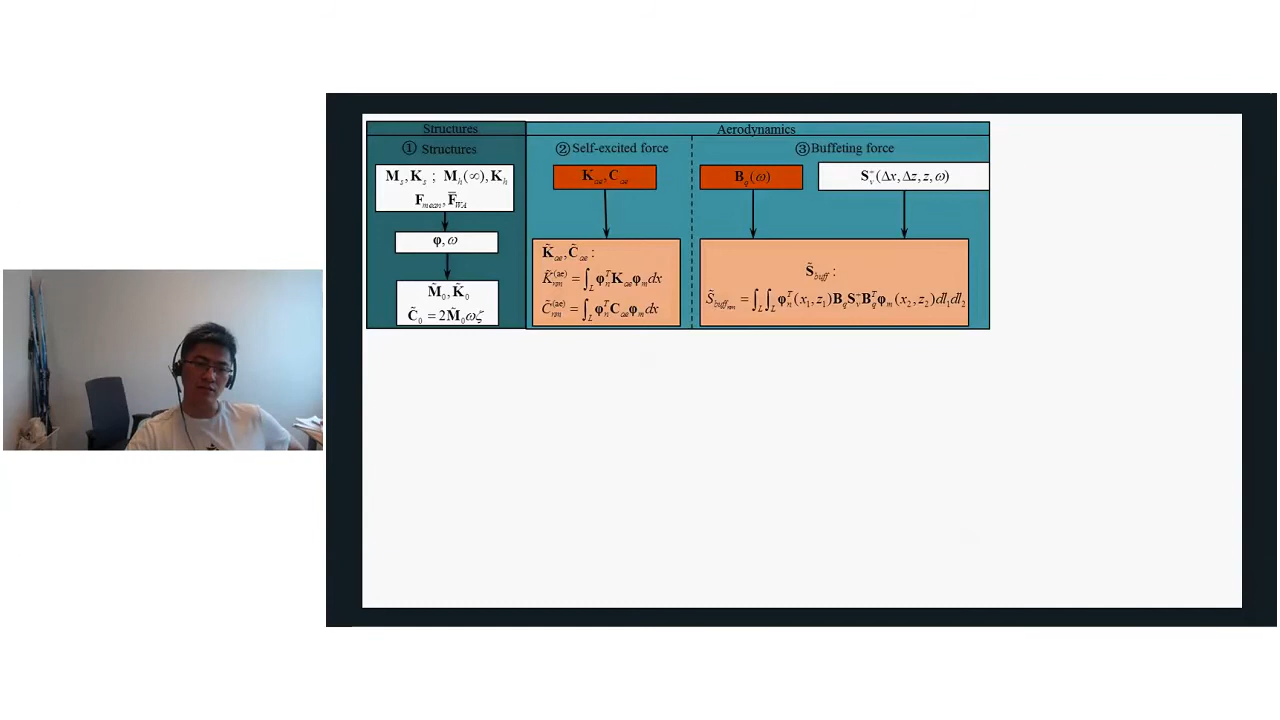 Structures
Aerodynamics
① Structures
② Self-excited force
③ Buffeting force
M_s, K_s ; M_h(∞), K_h
F_mean, F̅_WA
φ, ω
M̃_0, K̃_0
C̃_0 = 2M̃_0ωζ
K_ae, C_ae
K̃_ae, C̃_ae :
K̃_nm^(ae) = ∫_L φ_n^T K_ae φ_m dx
C̃_nm^(ae) = ∫_L φ_n^T C_ae φ_m dx
B_q(ω)
S_v^-(Δx, Δz, z, ω)
S̃_buff :
S̃_buff_nm = ∫_L ∫_L φ_n^T(x_1, z_1) B_q S_v^- B_q^T φ_m(x_2, z_2) dl_1 dl_2